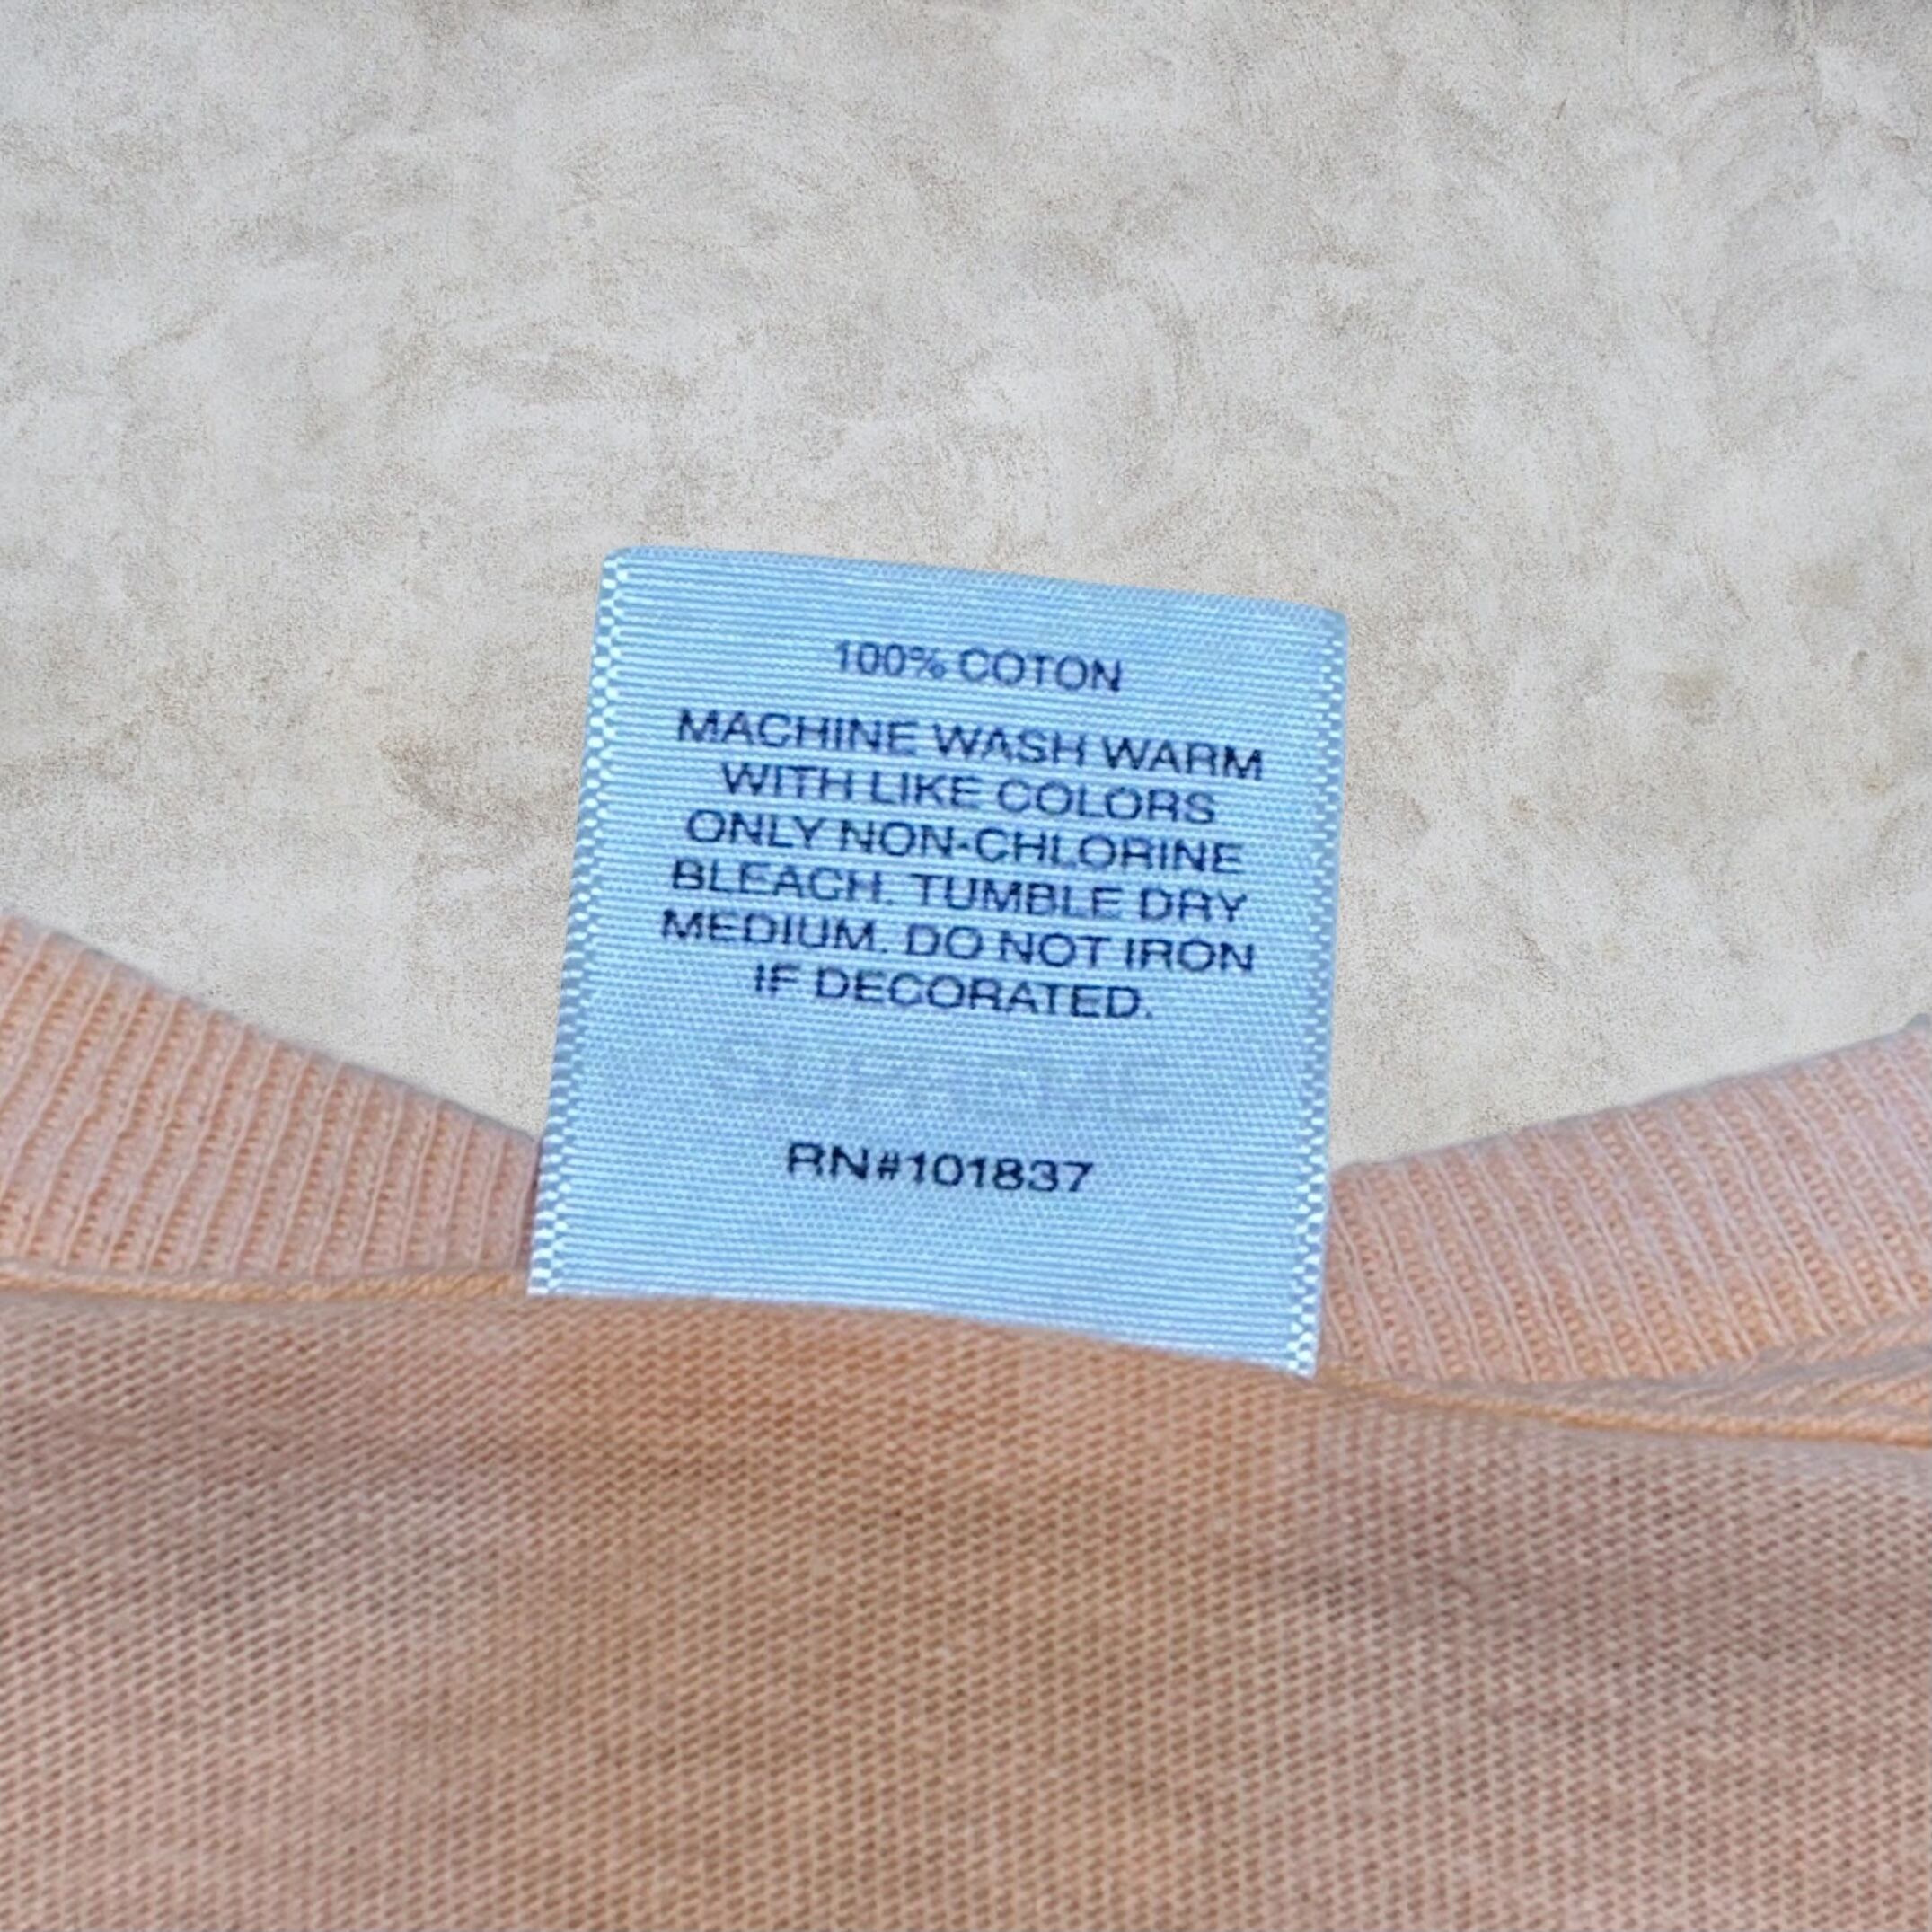 100% COTON
MACHINE WASH WARM
WITH LIKE COLORS
ONLY NON-CHLORINE
BLEACH. TUMBLE DRY
MEDIUM. DO NOT IRON
IF DECORATED.
RN#101837